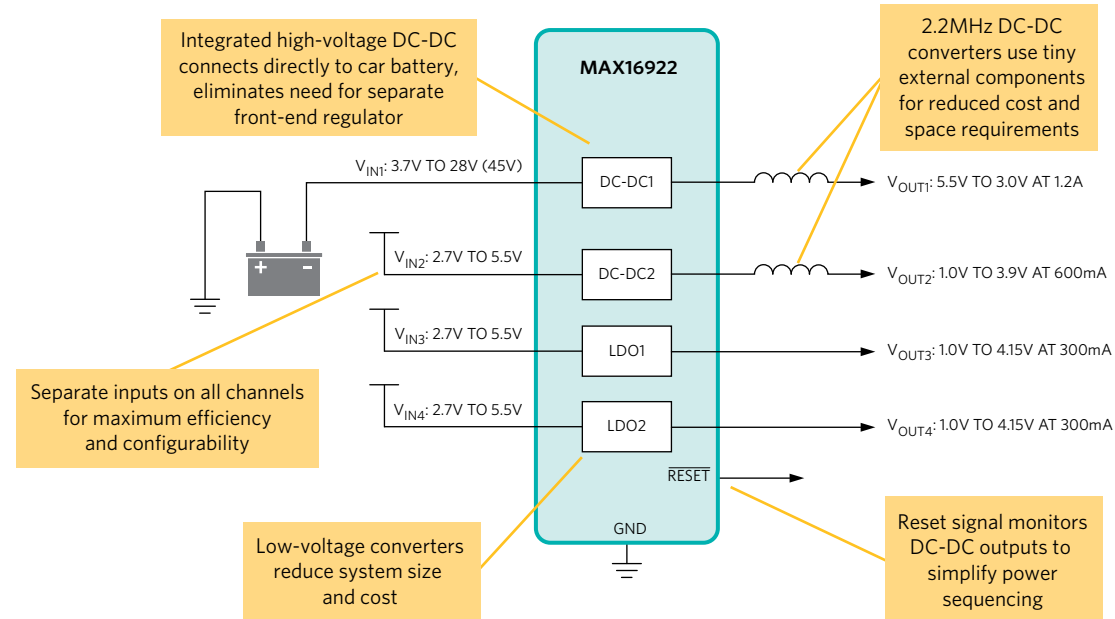 Integrated high-voltage DC-DC
connects directly to car battery,
eliminates need for separate
front-end regulator
MAX16922
2.2MHz DC-DC
converters use tiny
external components
for reduced cost and
space requirements
VIN1: 3.7V TO 28V (45V)
DC-DC1
VOUT1: 5.5V TO 3.0V AT 1.2A
+ -
VIN2: 2.7V TO 5.5V
DC-DC2
VOUT2: 1.0V TO 3.9V AT 600mA
VIN3: 2.7V TO 5.5V
LDO1
VOUT3: 1.0V TO 4.15V AT 300mA
Separate inputs on all channels
for maximum efficiency
and configurability
VIN4: 2.7V TO 5.5V
LDO2
VOUT4: 1.0V TO 4.15V AT 300mA
RESET
GND
Low-voltage converters
reduce system size
and cost
Reset signal monitors
DC-DC outputs to
simplify power
sequencing